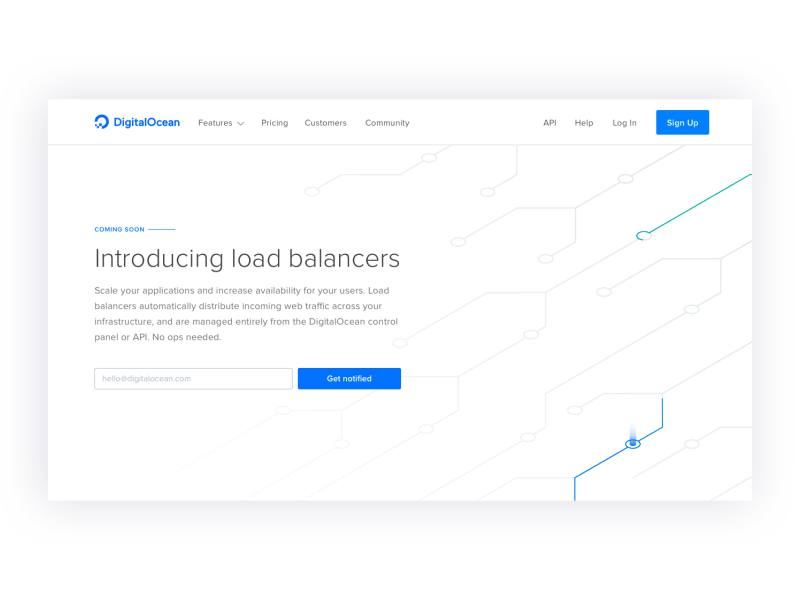 DigitalOcean Features Pricing Customers Community API Help Log In Sign Up
COMING SOON
Introducing load balancers
Scale your applications and increase availability for your users. Load
balancers automatically distribute incoming web traffic across your
infrastructure, and are managed entirely from the DigitalOcean control
panel or API. No ops needed.
hello@digitalocean.com Get notified